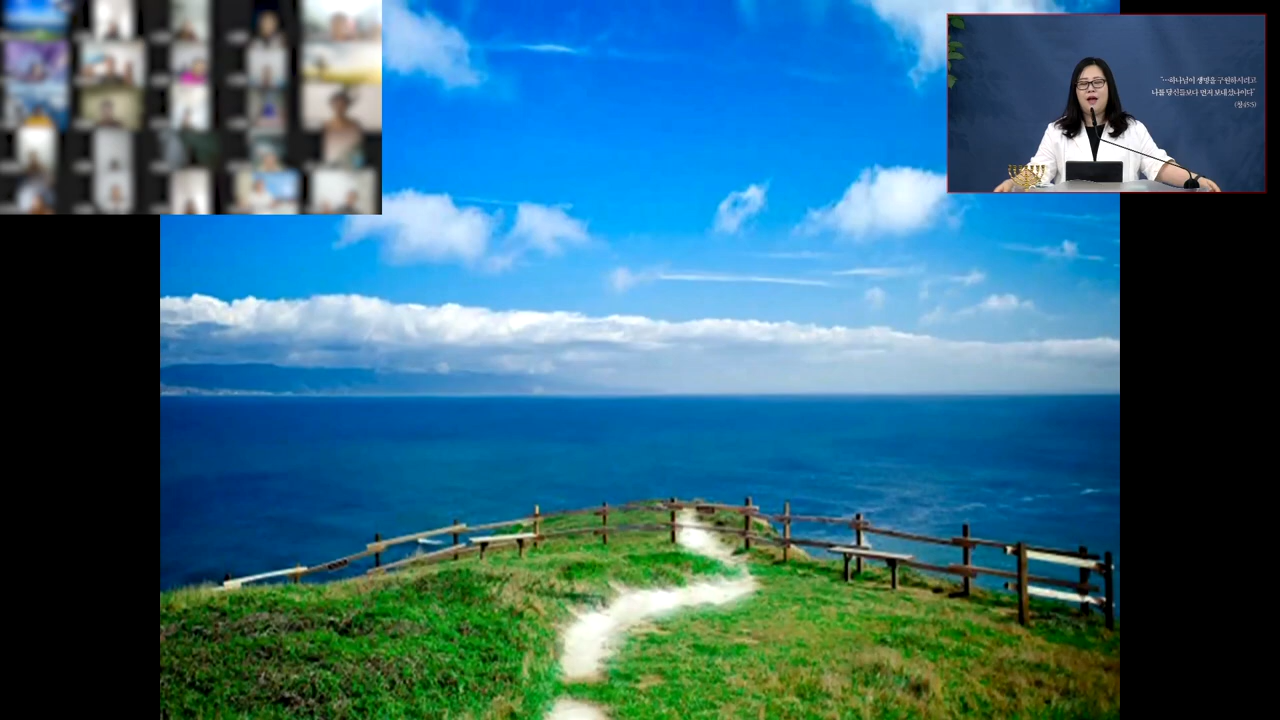 "…하나님이 생명을 구원하시려고
나를 당신들보다 먼저 보내셨나이다"
(창45:5)